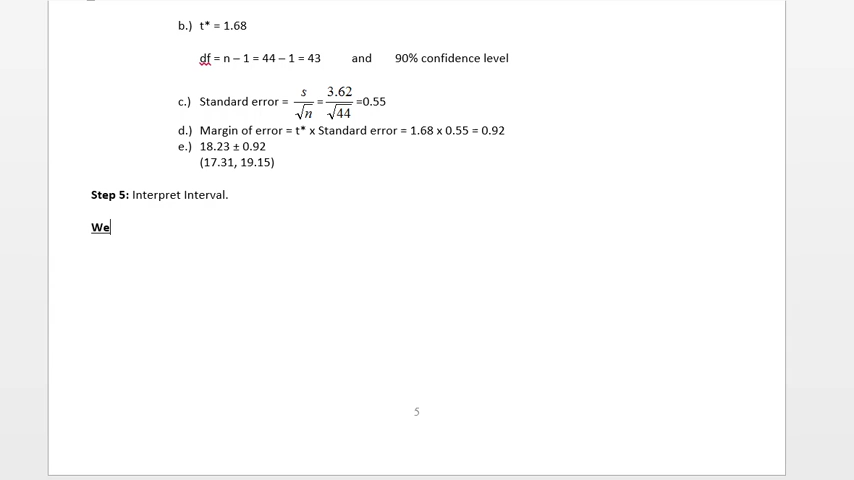 b.) t* = 1.68
df = n – 1 = 44 – 1 = 43 and 90% confidence level
c.) Standard error = s/√n = 3.62/√44 =0.55
d.) Margin of error = t* x Standard error = 1.68 x 0.55 = 0.92
e.) 18.23 ± 0.92
(17.31, 19.15)
Step 5: Interpret Interval.
We
5